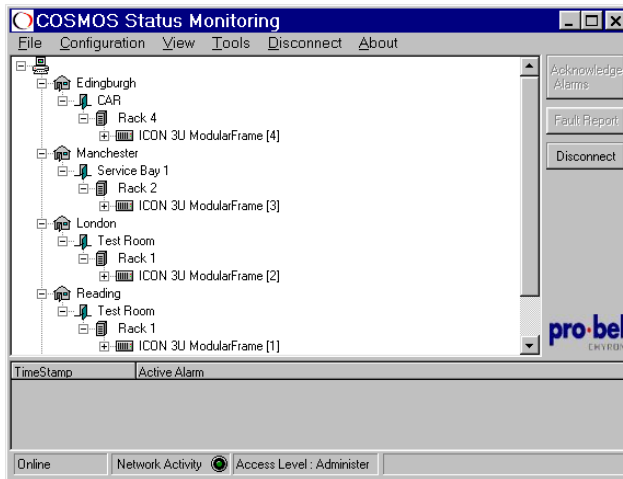 COSMOS Status Monitoring
File Configuration View Tools Disconnect About
Edingburgh
CAR
Rack 4
ICON 3U ModularFrame [4]
Manchester
Service Bay 1
Rack 2
ICON 3U ModularFrame [3]
London
Test Room
Rack 1
ICON 3U ModularFrame [2]
Reading
Test Room
Rack 1
ICON 3U ModularFrame [1]
Acknowledge
Alarms
Fault Report
Disconnect
pro·bel
CHYRON
TimeStamp Active Alarm
Online Network Activity Access Level : Administer